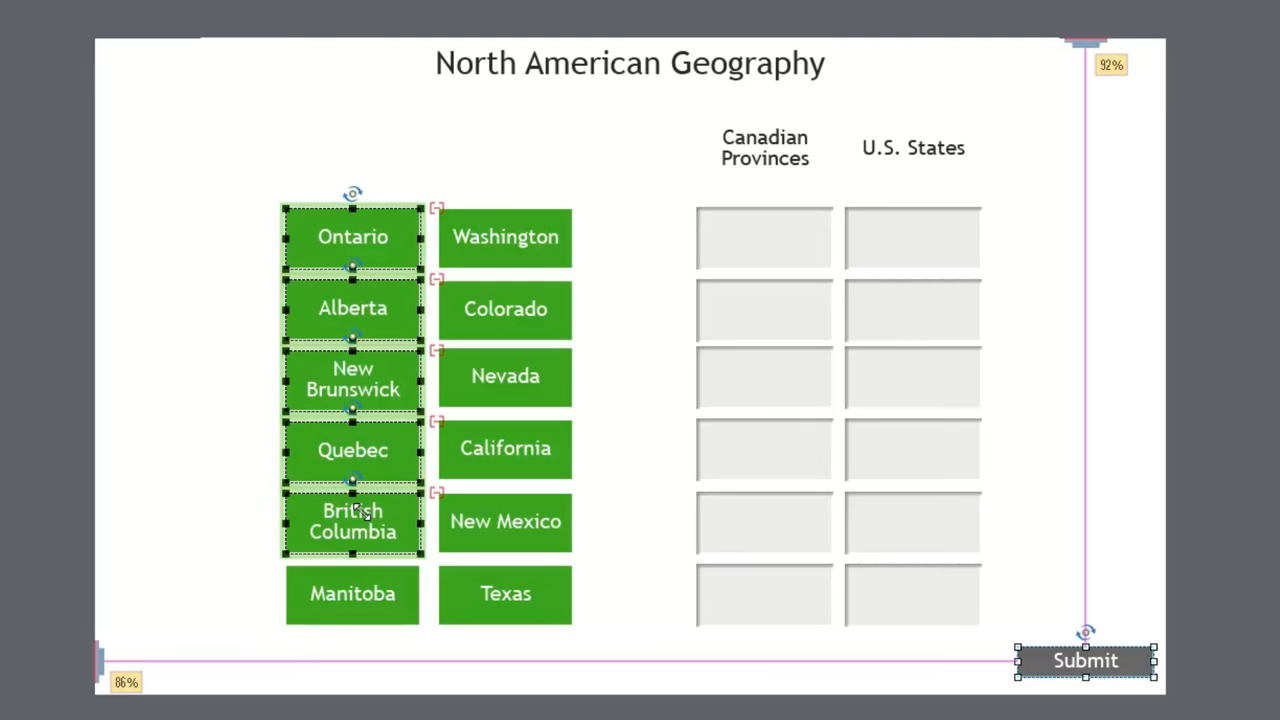 North American Geography
92%
Canadian
Provinces
U.S. States
Ontario
Washington
Alberta
Colorado
New
Brunswick
Nevada
Quebec
California
British
Columbia
New Mexico
Manitoba
Texas
Submit
86%